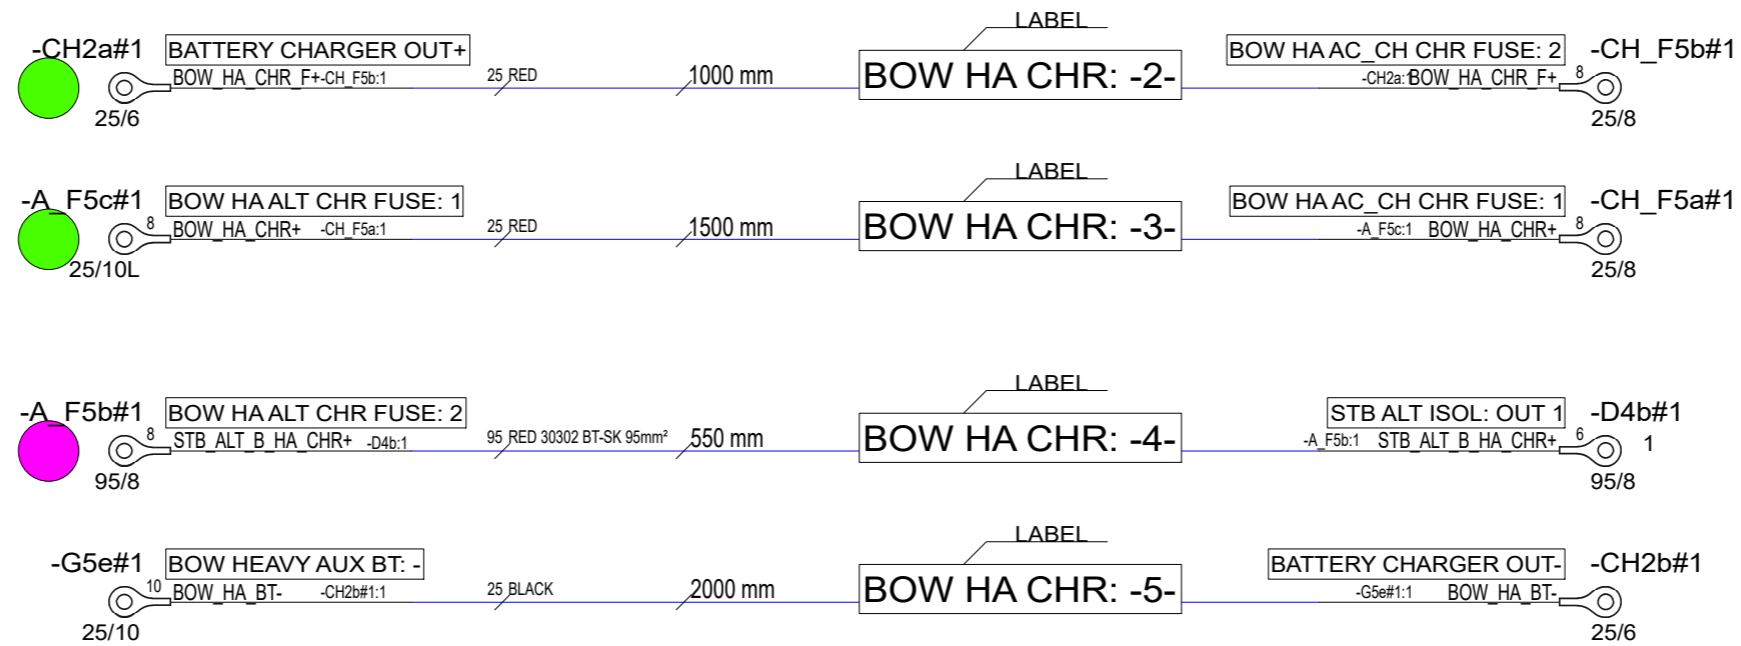 LABEL
-CH2a#1 BATTERY CHARGER OUT+ BOW HA CHR: -2- BOW HA AC_CH CHR FUSE: 2 -CH_F5b#1
BOW_HA_CHR_F+ -CH_F5b:1 25 RED 1000 mm -CH2a:1 BOW_HA_CHR_F+ 8
25/6 25/8
LABEL
-A_F5c#1 BOW HA ALT CHR FUSE: 1 BOW HA CHR: -3- BOW HA AC_CH CHR FUSE: 1 -CH_F5a#1
8 BOW_HA_CHR+ -CH_F5a:1 25 RED 1500 mm -A_F5c:1 BOW_HA_CHR+ 8
25/10L 25/8
LABEL
-A_F5b#1 BOW HA ALT CHR FUSE: 2 BOW HA CHR: -4- STB ALT ISOL: OUT 1 -D4b#1
8 STB_ALT_B_HA_CHR+ -D4b:1 95 RED 30302 BT-SK 95mm² 550 mm -A_F5b:1 STB_ALT_B_HA_CHR+ 6 1
95/8 95/8
LABEL
-G5e#1 BOW HEAVY AUX BT: - BOW HA CHR: -5- BATTERY CHARGER OUT- -CH2b#1
10 BOW_HA_BT- -CH2b#1:1 25 BLACK 2000 mm -G5e#1:1 BOW_HA_BT-
25/10 25/6